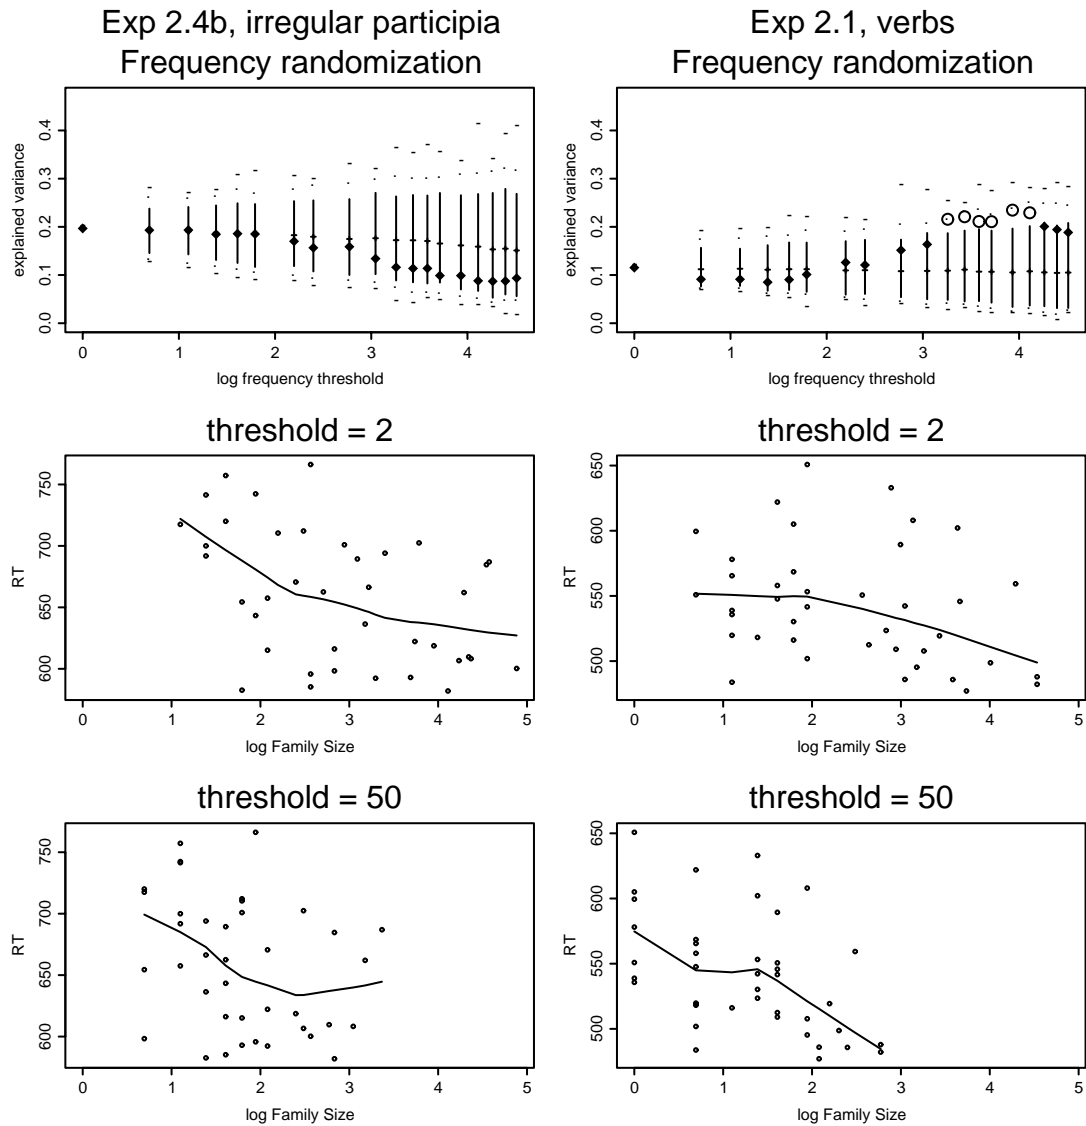 Exp 2.4b, irregular participia
Frequency randomization
explained variance
0.4
0.3
0.2
0.1
0.0
0 1 2 3 4
log frequency threshold
Exp 2.1, verbs
Frequency randomization
explained variance
0.4
0.3
0.2
0.1
0.0
0 1 2 3 4
log frequency threshold
threshold = 2
RT
750
700
650
600
0 1 2 3 4 5
log Family Size
threshold = 2
RT
650
600
550
500
0 1 2 3 4 5
log Family Size
threshold = 50
RT
750
700
650
600
0 1 2 3 4 5
log Family Size
threshold = 50
RT
650
600
550
500
0 1 2 3 4 5
log Family Size